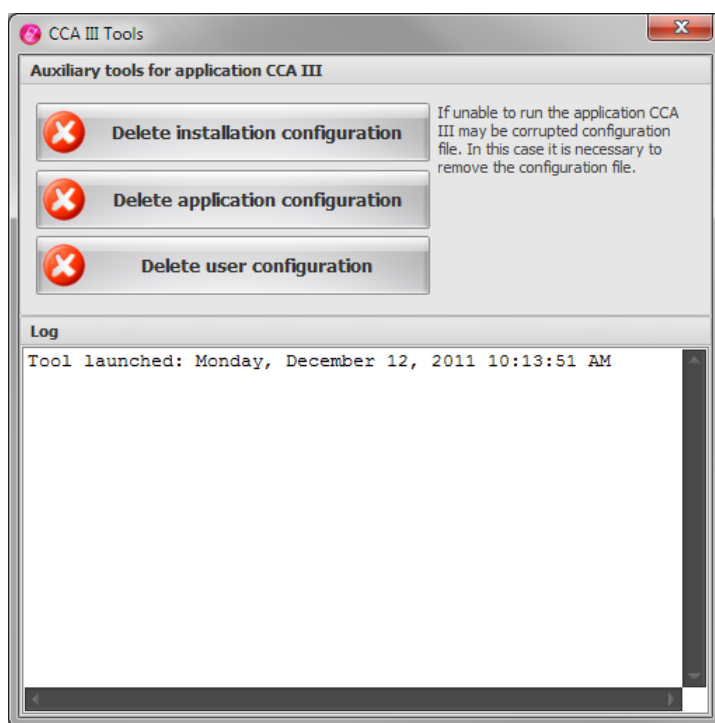 CCA III Tools
Auxiliary tools for application CCA III
Delete installation configuration
If unable to run the application CCA
III may be corrupted configuration
file. In this case it is necessary to
remove the configuration file.
Delete application configuration
Delete user configuration
Log
Tool launched: Monday, December 12, 2011 10:13:51 AM